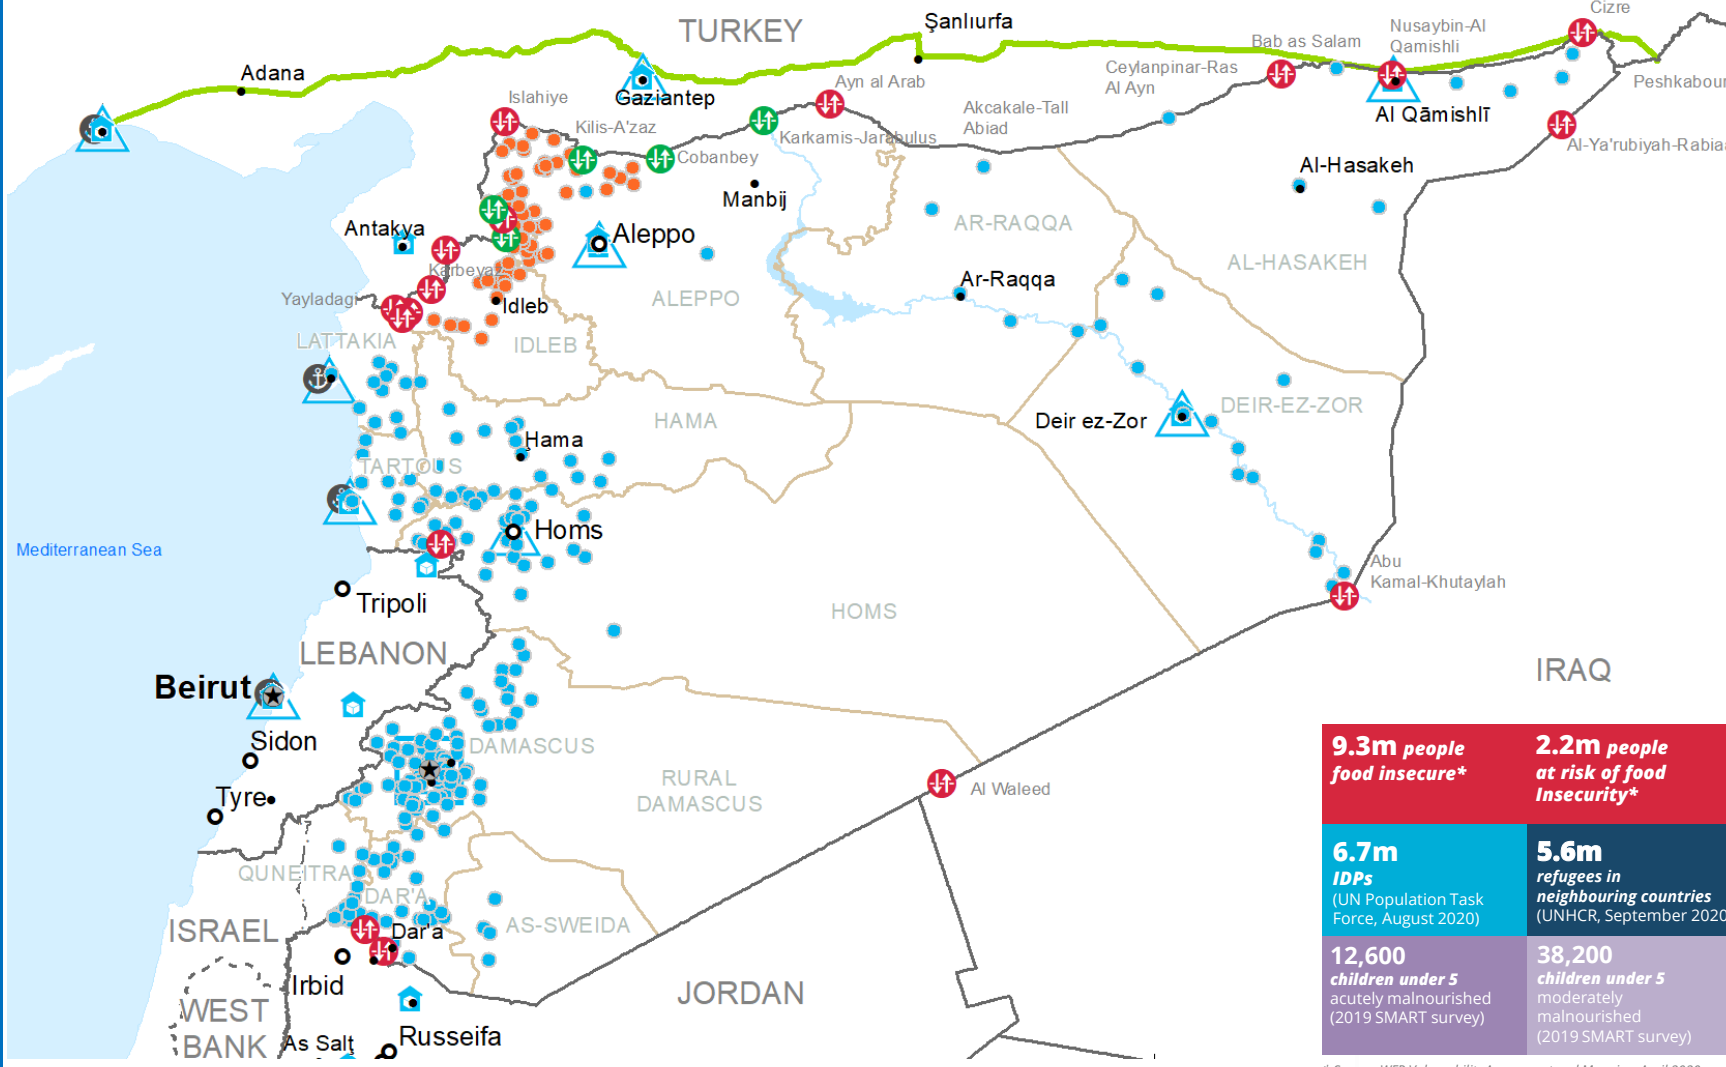 TURKEY
Şanlıurfa
Cizre
Nusaybin-Al
Qamishli
Bab as Salam
Adana
Ceylanpinar-Ras
Al Ayn
Ayn al Arab
Peshkabour
Gaziantep
Islahiye
Akcakale-Tall
Abiad
Al Qāmishlī
Kilis-A'zaz
Karkamis-Jarabulus
Al-Ya'rubiyah-Rabiaa
Cobanbey
Al-Hasakeh
Manbij
Antakya
Aleppo
AR-RAQQA
AL-HASAKEH
Karbeyaz
Ar-Raqqa
Yayladagi
Idleb
ALEPPO
LATTAKIA
IDLEB
DEIR-EZ-ZOR
HAMA
Deir ez-Zor
Hama
TARTOUS
Homs
Mediterranean Sea
Abu
Kamal-Khutaylah
Tripoli
HOMS
LEBANON
IRAQ
Beirut
Sidon
DAMASCUS
RURAL
DAMASCUS
Al Waleed
Tyre
QUNEITRA
DAR'A
AS-SWEIDA
ISRAEL
Dar'a
Irbid
JORDAN
WEST
BANK
Russeifa
As Salţ
9.3m people
food insecure*
2.2m people
at risk of food
Insecurity*
6.7m
IDPs
(UN Population Task
Force, August 2020)
5.6m
refugees in
neighbouring countries
(UNHCR, September 2020
12,600
children under 5
acutely malnourished
(2019 SMART survey)
38,200
children under 5
moderately
malnourished
(2019 SMART survey)